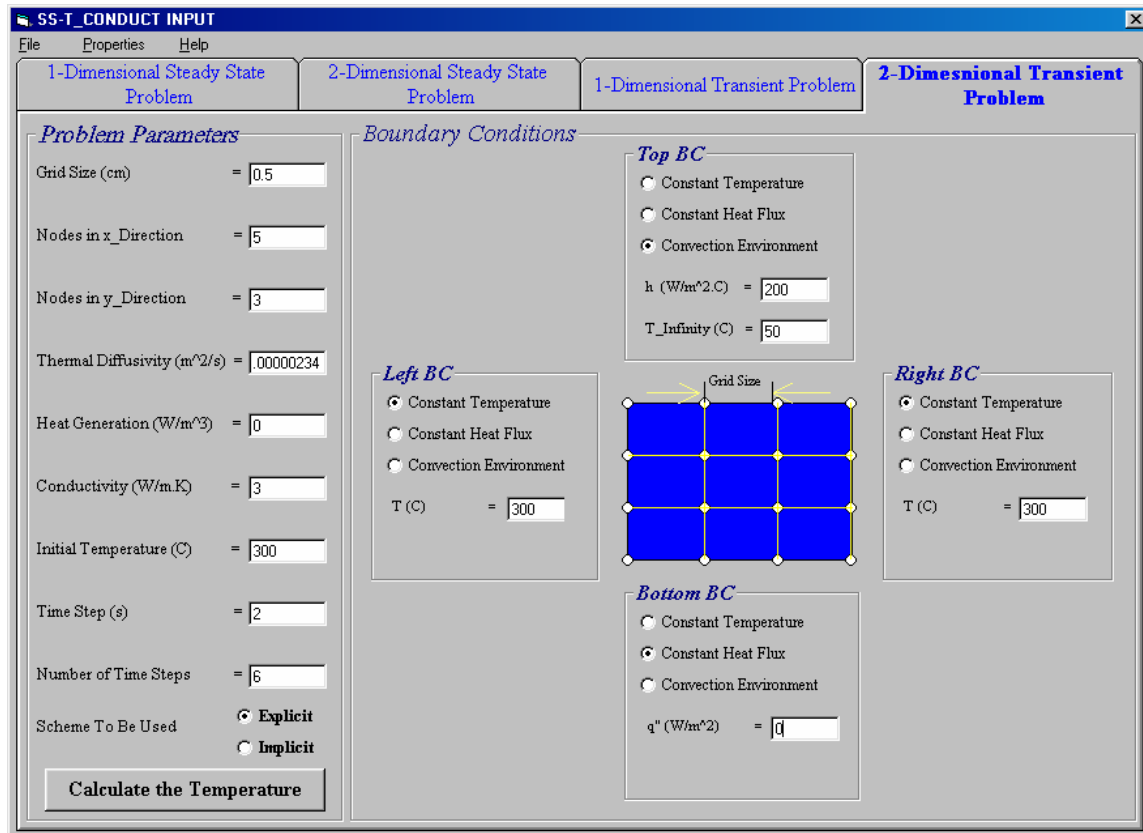 SS-T_CONDUCT INPUT
File Properties Help
1-Dimensional Steady State
Problem
2-Dimensional Steady State
Problem
1-Dimensional Transient Problem
2-Dimesnional Transient
Problem
Problem Parameters
Grid Size (cm) = 0.5
Nodes in x_Direction = 5
Nodes in y_Direction = 3
Thermal Diffusivity (m^2/s) = .00000234
Heat Generation (W/m^3) = 0
Conductivity (W/m.K) = 3
Initial Temperature (C) = 300
Time Step (s) = 2
Number of Time Steps = 6
Scheme To Be Used
Explicit
Implicit
Calculate the Temperature
Boundary Conditions
Top BC
Constant Temperature
Constant Heat Flux
Convection Environment
h (W/m^2.C) = 200
T_Infinity (C) = 50
Left BC
Constant Temperature
Constant Heat Flux
Convection Environment
T (C) = 300
Grid Size
Right BC
Constant Temperature
Constant Heat Flux
Convection Environment
T (C) = 300
Bottom BC
Constant Temperature
Constant Heat Flux
Convection Environment
q" (W/m^2) = 0